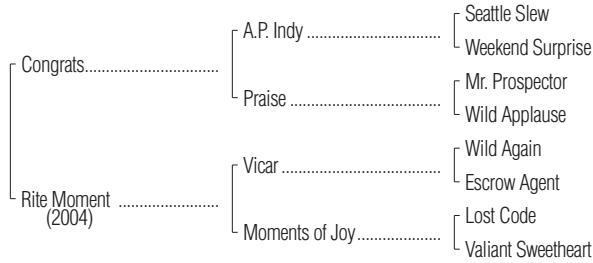 Seattle Slew
A.P. Indy ..............................
Weekend Surprise
Congrats..............................
Mr. Prospector
Praise ..................................
Wild Applause
Wild Again
Vicar ....................................
Escrow Agent
Rite Moment ......................
(2004)
Lost Code
Moments of Joy...................
Valiant Sweetheart